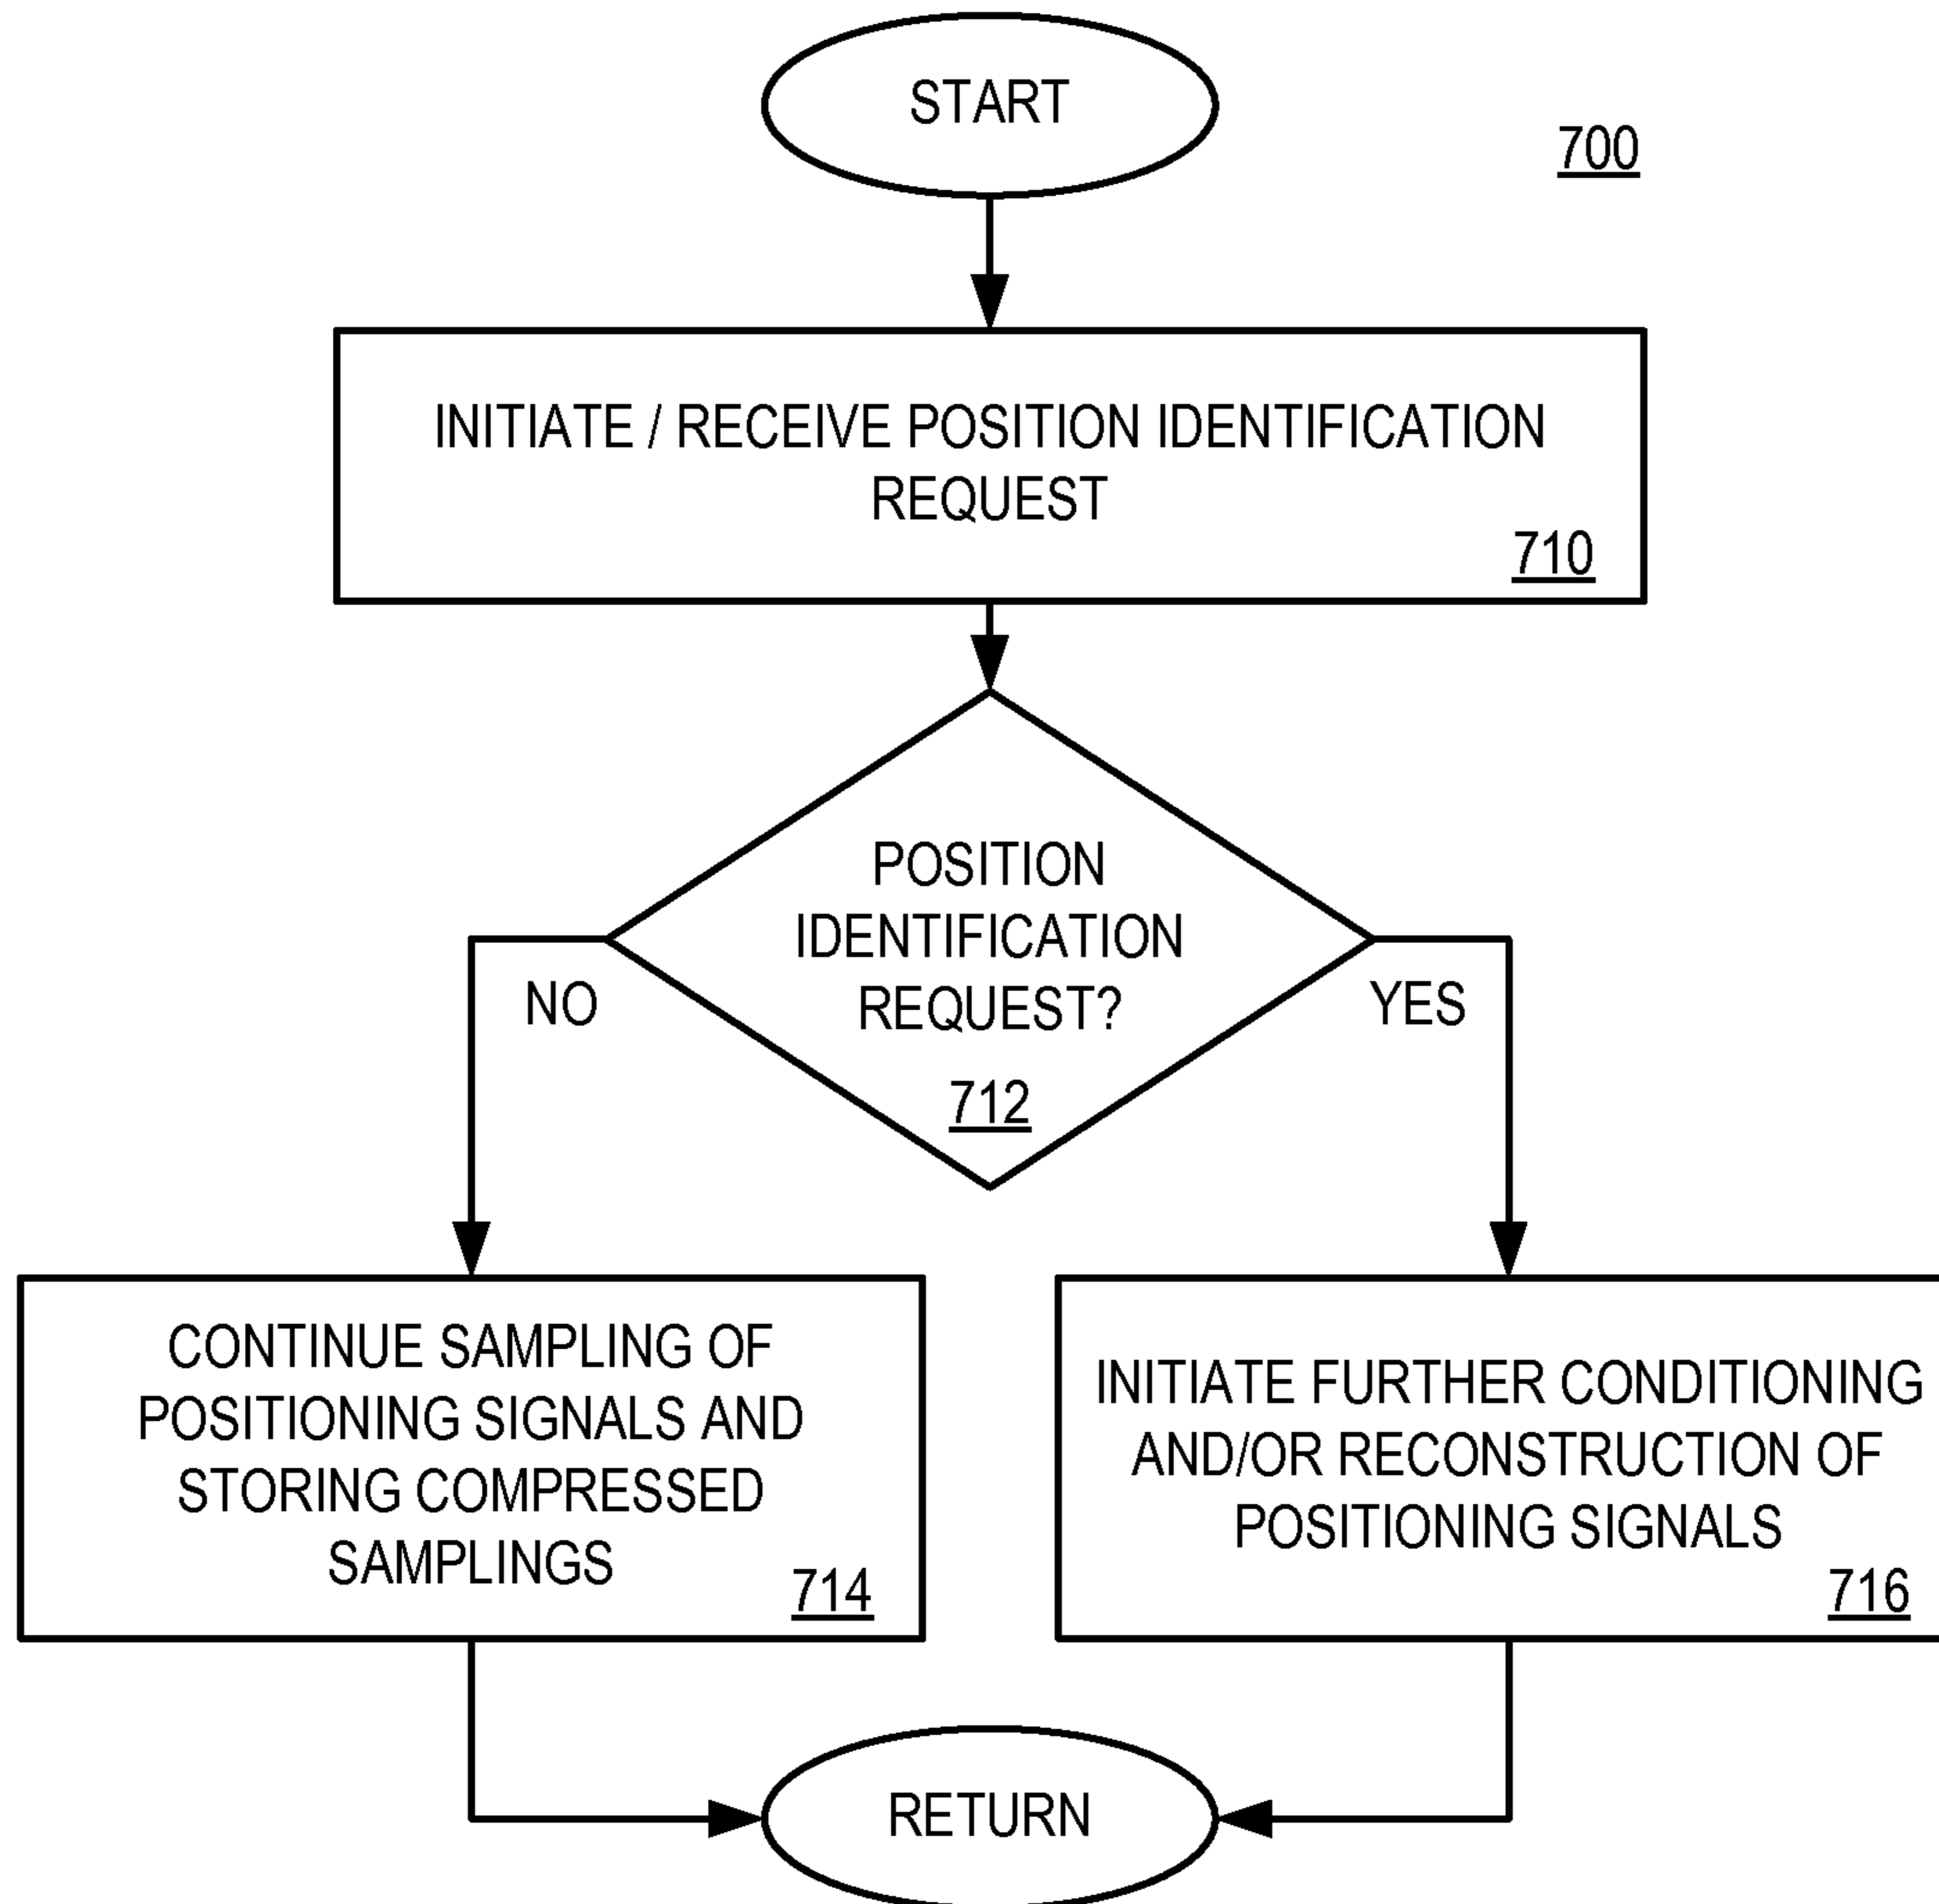 START
700
INITIATE / RECEIVE POSITION IDENTIFICATION
REQUEST
710
POSITION
IDENTIFICATION
REQUEST?
712
NO
YES
CONTINUE SAMPLING OF
POSITIONING SIGNALS AND
STORING COMPRESSED
SAMPLINGS
714
INITIATE FURTHER CONDITIONING
AND/OR RECONSTRUCTION OF
POSITIONING SIGNALS
716
RETURN